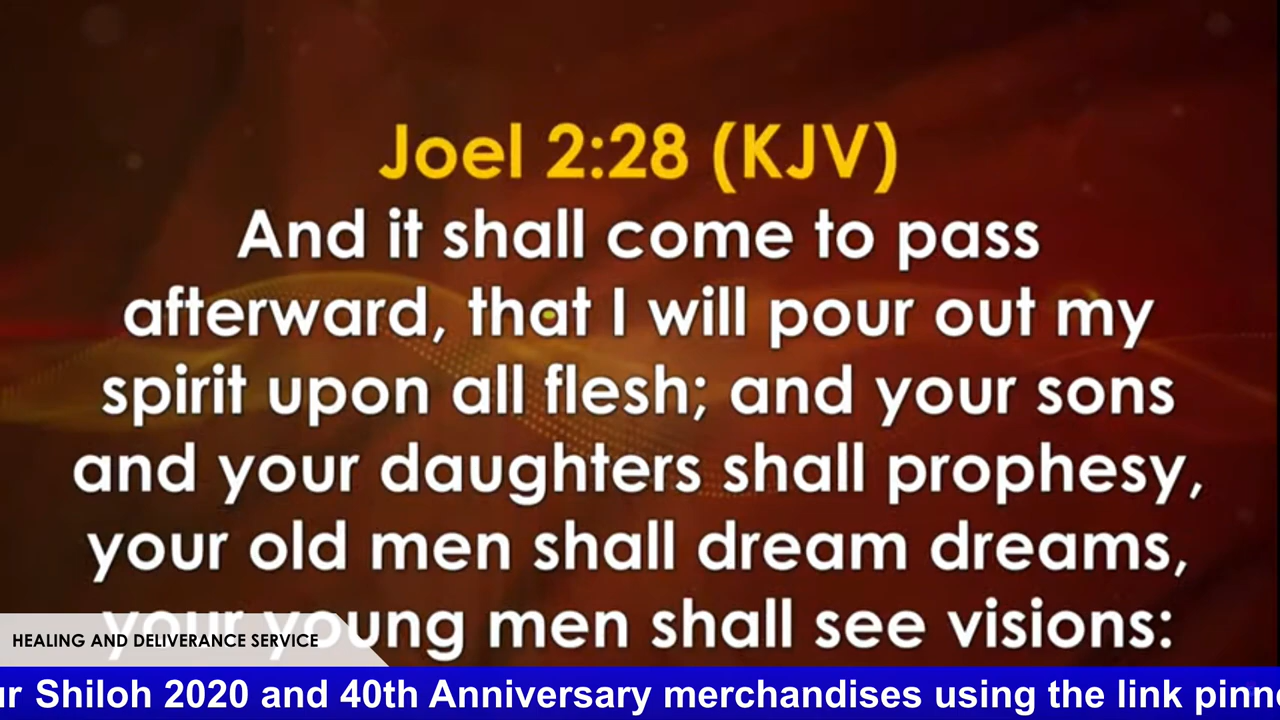 Joel 2:28 (KJV)
And it shall come to pass
afterward, that I will pour out my
spirit upon all flesh; and your sons
and your daughters shall prophesy,
your old men shall dream dreams,
your young men shall see visions:
HEALING AND DELIVERANCE SERVICE
Shiloh 2020 and 40th Anniversary merchandises using the link